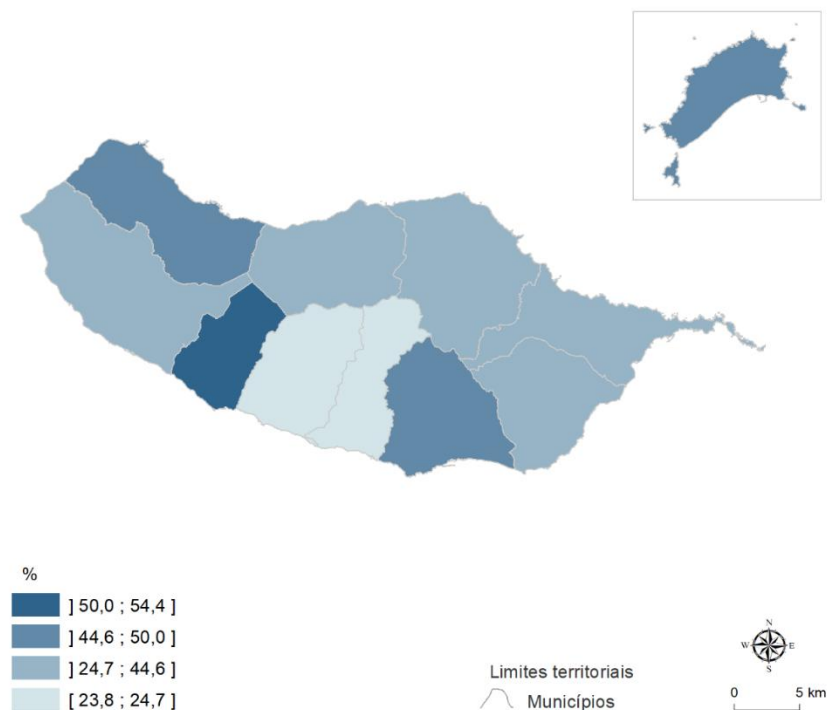 %
] 50,0 ; 54,4 ]
] 44,6 ; 50,0 ]
] 24,7 ; 44,6 ]
[ 23,8 ; 24,7 ]
Limites territoriais
Municípios
N
W E
S
0 5 km